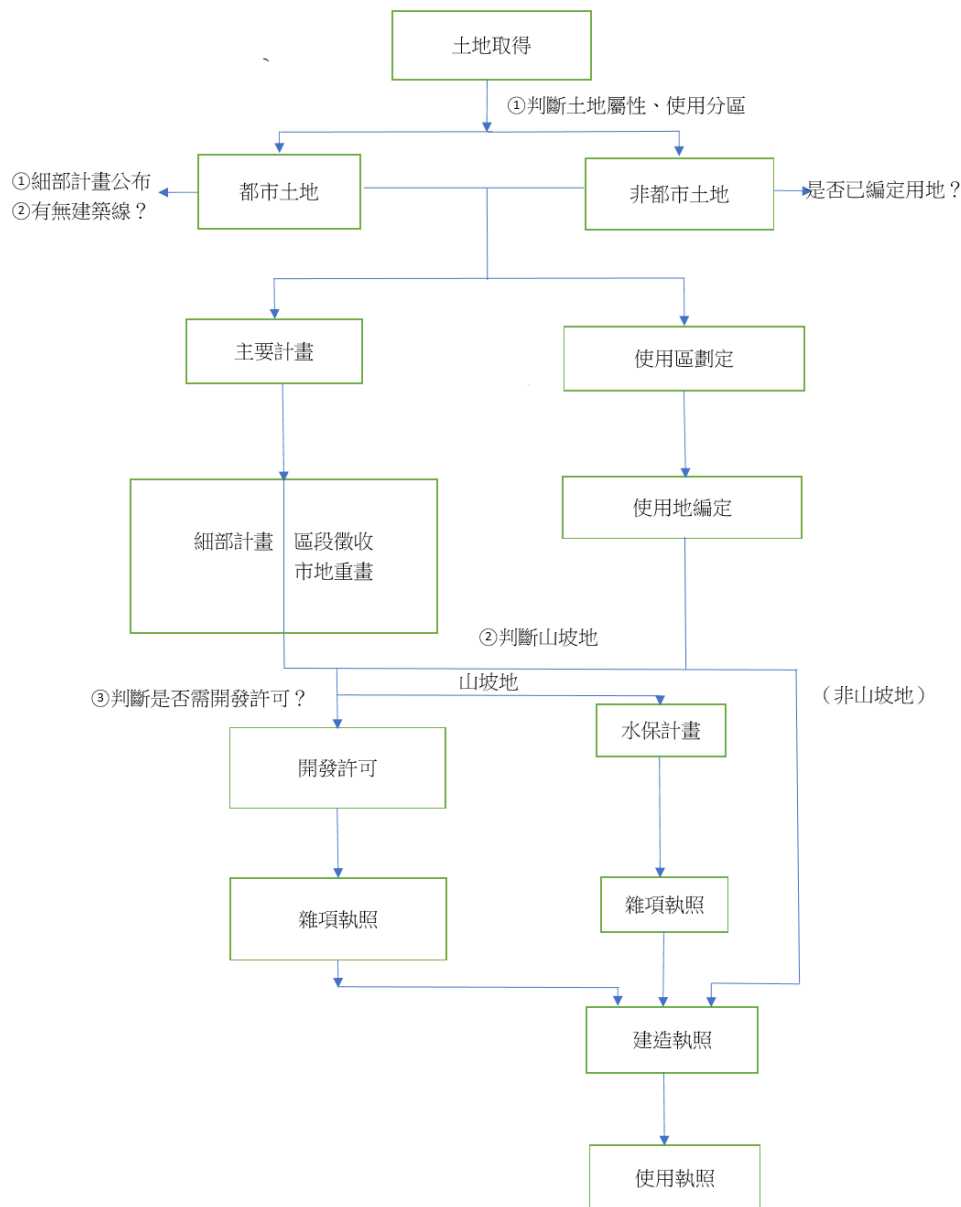 土地取得
①判斷土地屬性、使用分區
①細部計畫公布
②有無建築線？
都市土地
非都市土地
是否已編定用地？
主要計畫
使用區劃定
細部計畫
區段徵收
市地重畫
使用地編定
②判斷山坡地
山坡地
（非山坡地）
③判斷是否需開發許可？
開發許可
水保計畫
雜項執照
雜項執照
建造執照
使用執照